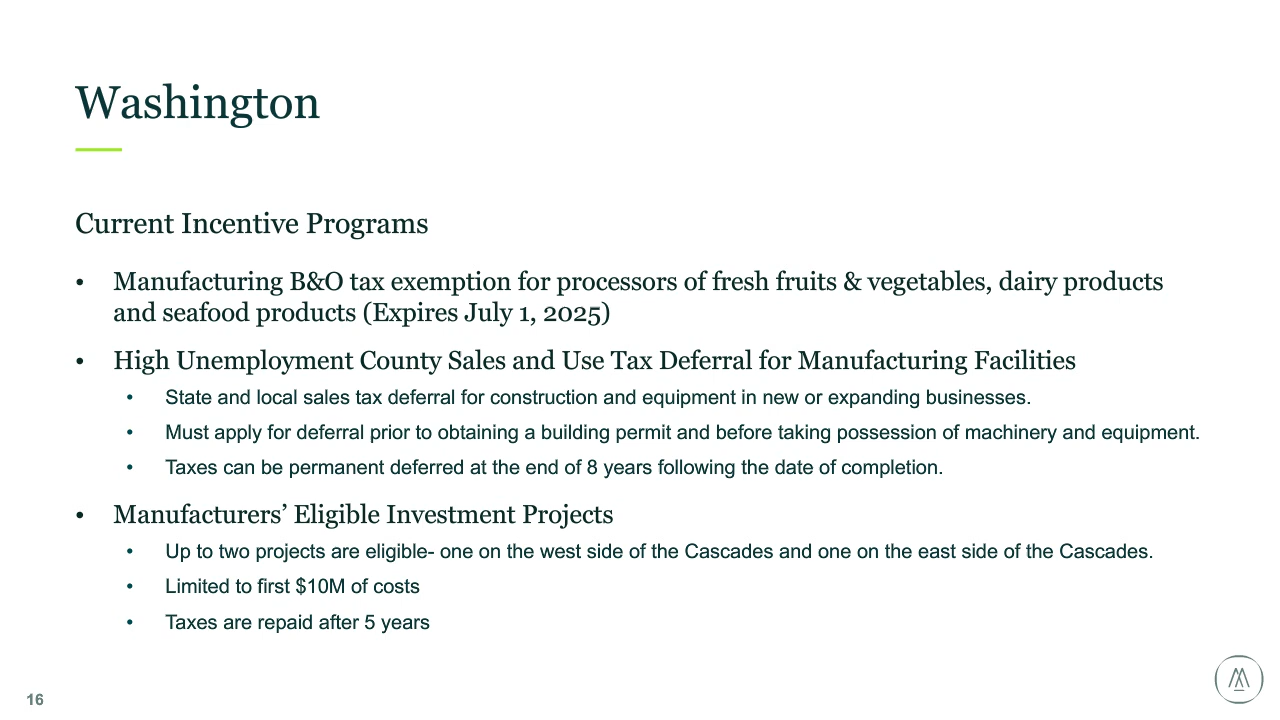 Washington
Current Incentive Programs
• Manufacturing B&O tax exemption for processors of fresh fruits & vegetables, dairy products
and seafood products (Expires July 1, 2025)
• High Unemployment County Sales and Use Tax Deferral for Manufacturing Facilities
• State and local sales tax deferral for construction and equipment in new or expanding businesses.
• Must apply for deferral prior to obtaining a building permit and before taking possession of machinery and equipment.
• Taxes can be permanent deferred at the end of 8 years following the date of completion.
• Manufacturers’ Eligible Investment Projects
• Up to two projects are eligible- one on the west side of the Cascades and one on the east side of the Cascades.
• Limited to first $10M of costs
• Taxes are repaid after 5 years
16